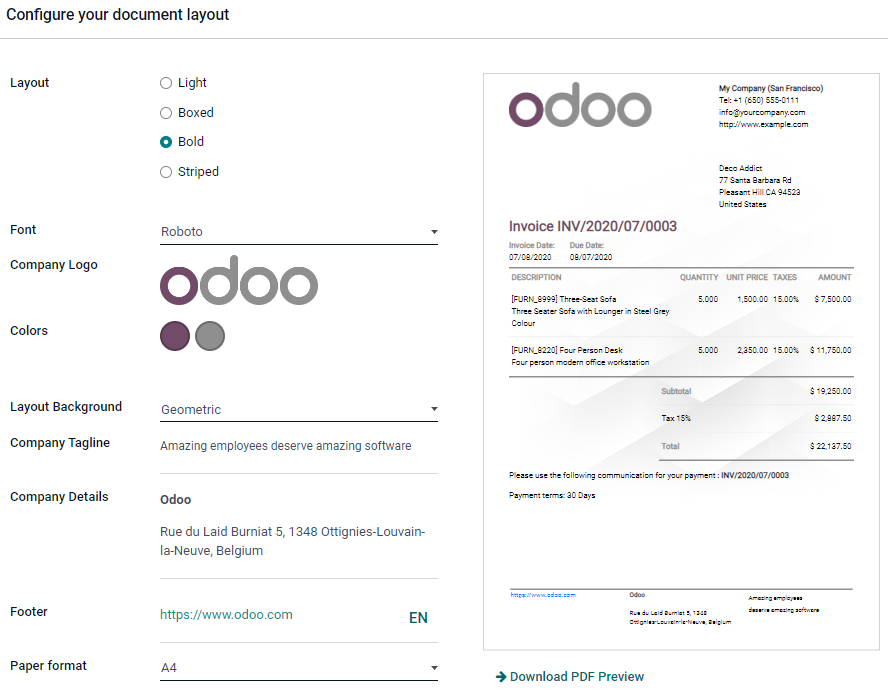 Configure your document layout
Layout
Light
Boxed
Bold
Striped
Font
Roboto
Company Logo
odoo
Colors
Layout Background
Geometric
Company Tagline
Amazing employees deserve amazing software
Company Details
Odoo
Rue du Laid Burniat 5, 1348 Ottignies-Louvain-
la-Neuve, Belgium
Footer
https://www.odoo.com
EN
Paper format
A4
odoo
My Company (San Francisco)
Tel: +1 (650) 555-0111
info@yourcompany.com
http://www.example.com
Deco Addict
77 Santa Barbara Rd
Pleasant Hill CA 94523
United States
Invoice INV/2020/07/0003
Invoice Date: Due Date:
07/08/2020 08/07/2020
DESCRIPTION QUANTITY UNIT PRICE TAXES AMOUNT
[FURN_8999] Three-Seat Sofa 5.000 1,500.00 15.00% $ 7,500.00
Three Seater Sofa with Lounger in Steel Grey
Colour
[FURN_8220] Four Person Desk 5.000 2,350.00 15.00% $ 11,750.00
Four person modern office workstation
Subtotal $ 19,250.00
Tax 15% $ 2,887.50
Total $ 22,137.50
Please use the following communication for your payment : INV/2020/07/0003
Payment terms: 30 Days
https://www.odoo.com
Odoo
Rue du Laid Burniat 5, 1348
Ottignies-Louvain-la-Neuve, Belgium
Amazing employees
deserve amazing software
Download PDF Preview